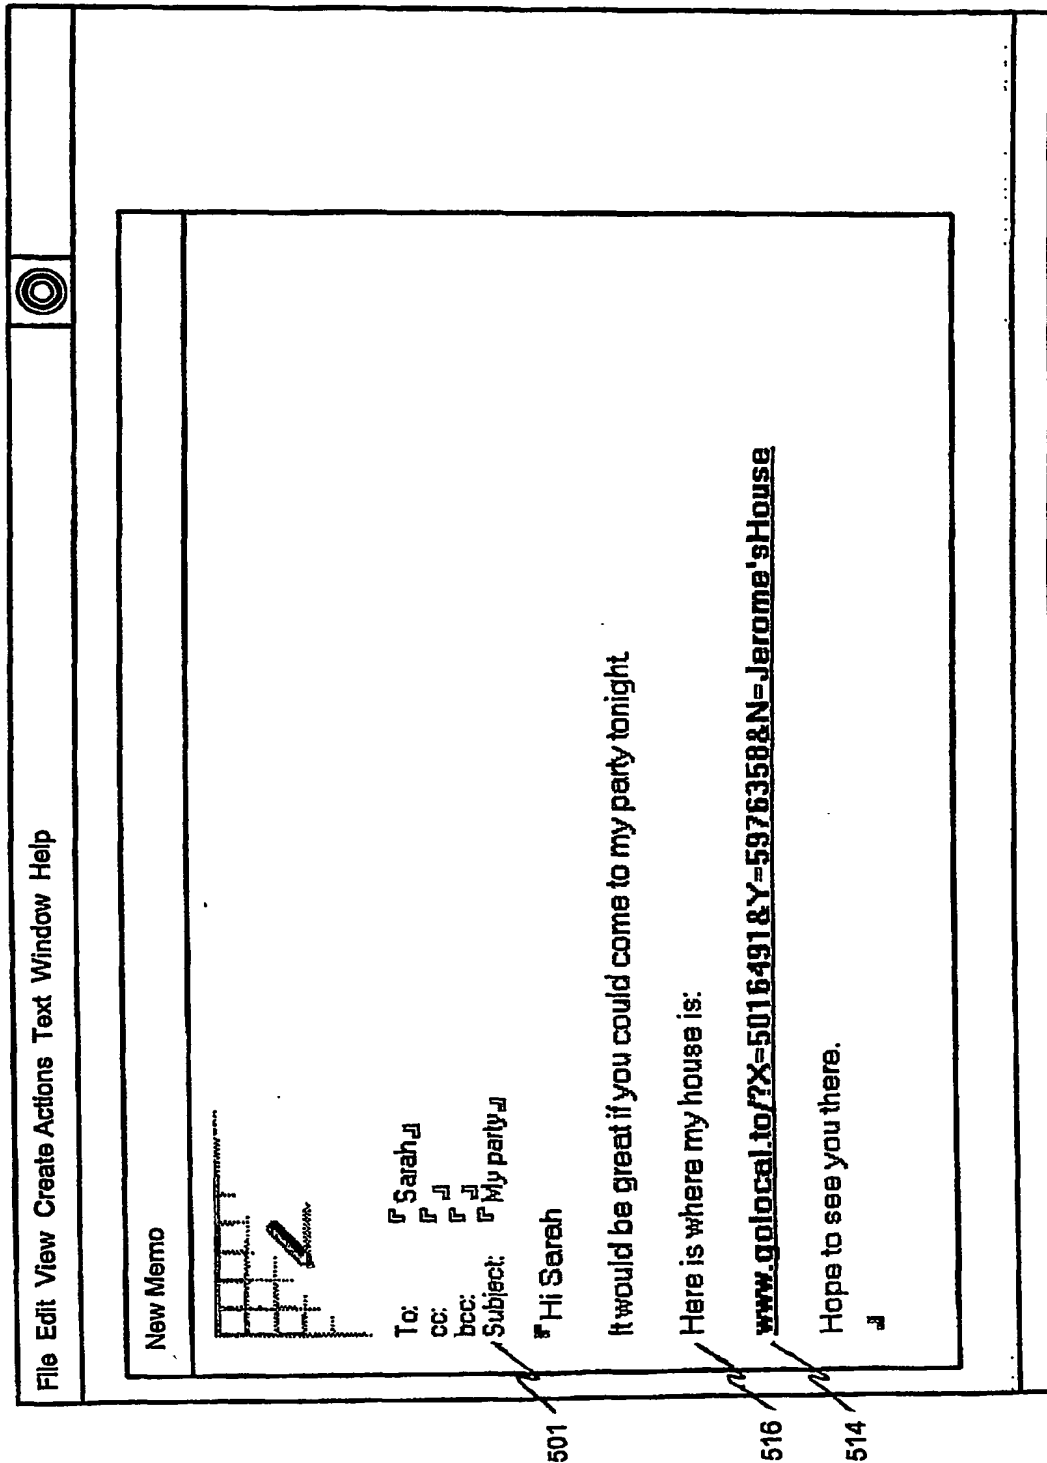 File Edit View Create Actions Text Window Help
New Memo
To: Sarah
cc:
bcc:
Subject: My party
Hi Sarah
It would be great if you could come to my party tonight.
Here is where my house is:
www.golocal.to/?X=5016491&Y=5976358&N=Jerome'sHouse
Hope to see you there.
501
516
514